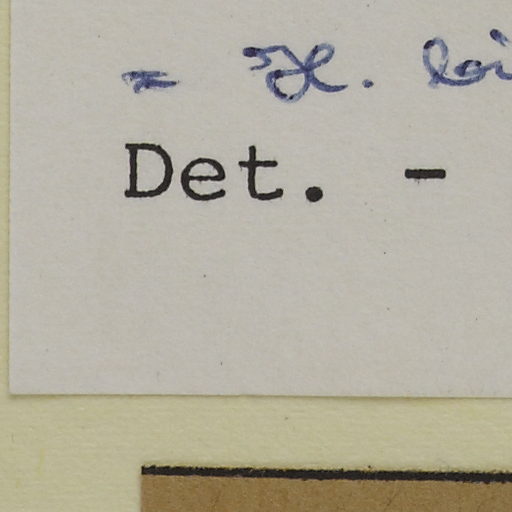 = H.
Det. -